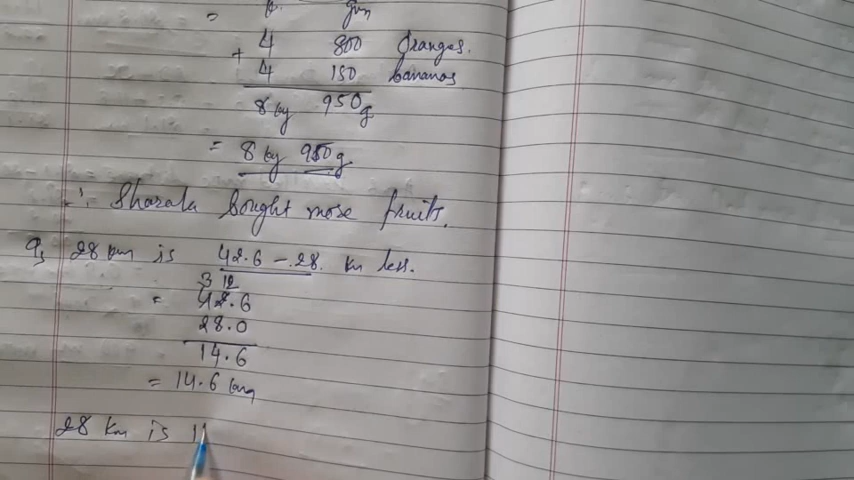 = gm
+ 4 800 Oranges.
4 150 bananas
8 kg 950 g
= 8 kg 950 g
∴ Sharala bought more fruits.
9, 28 km is 42.6 - 28 km less.
3 12
= 42.6
28.0
14.6
= 14.6 km
28 km is 1